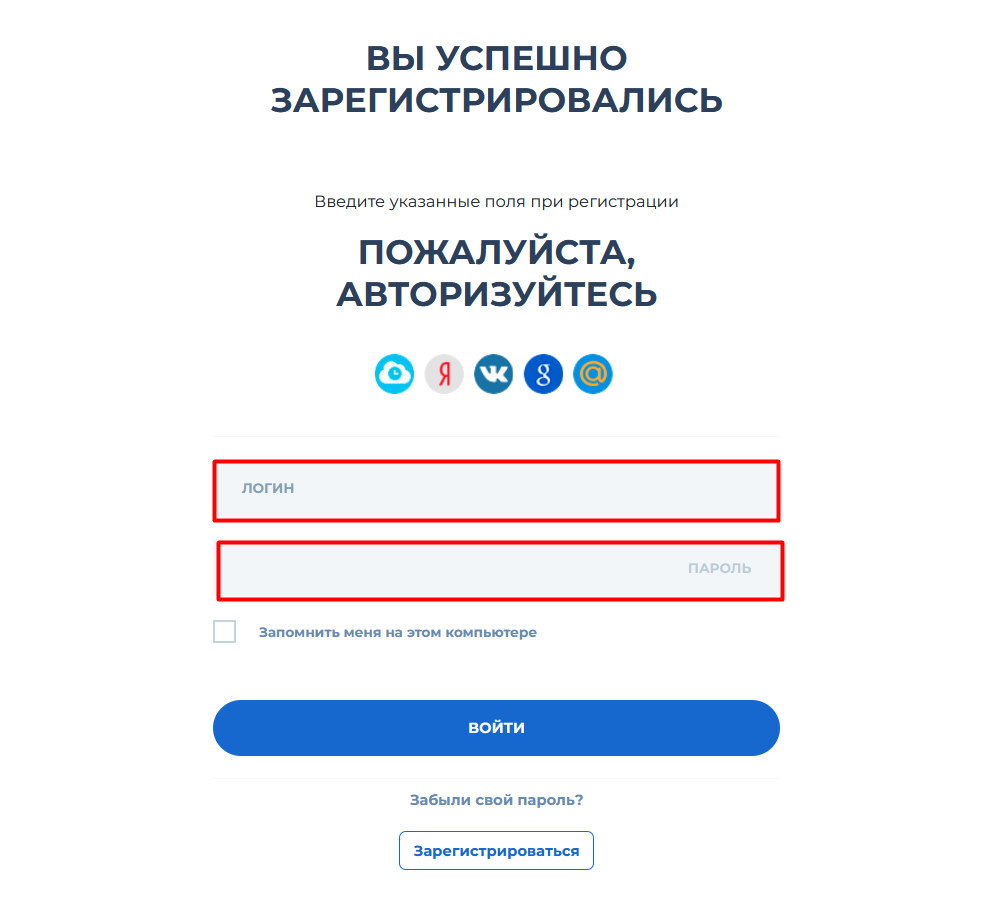 ВЫ УСПЕШНО
ЗАРЕГИСТРИРОВАЛИСЬ
Введите указанные поля при регистрации
ПОЖАЛУЙСТА,
АВТОРИЗУЙТЕСЬ
Я
g
@
ЛОГИН
ПАРОЛЬ
Запомнить меня на этом компьютере
ВОЙТИ
Забыли свой пароль?
Зарегистрироваться